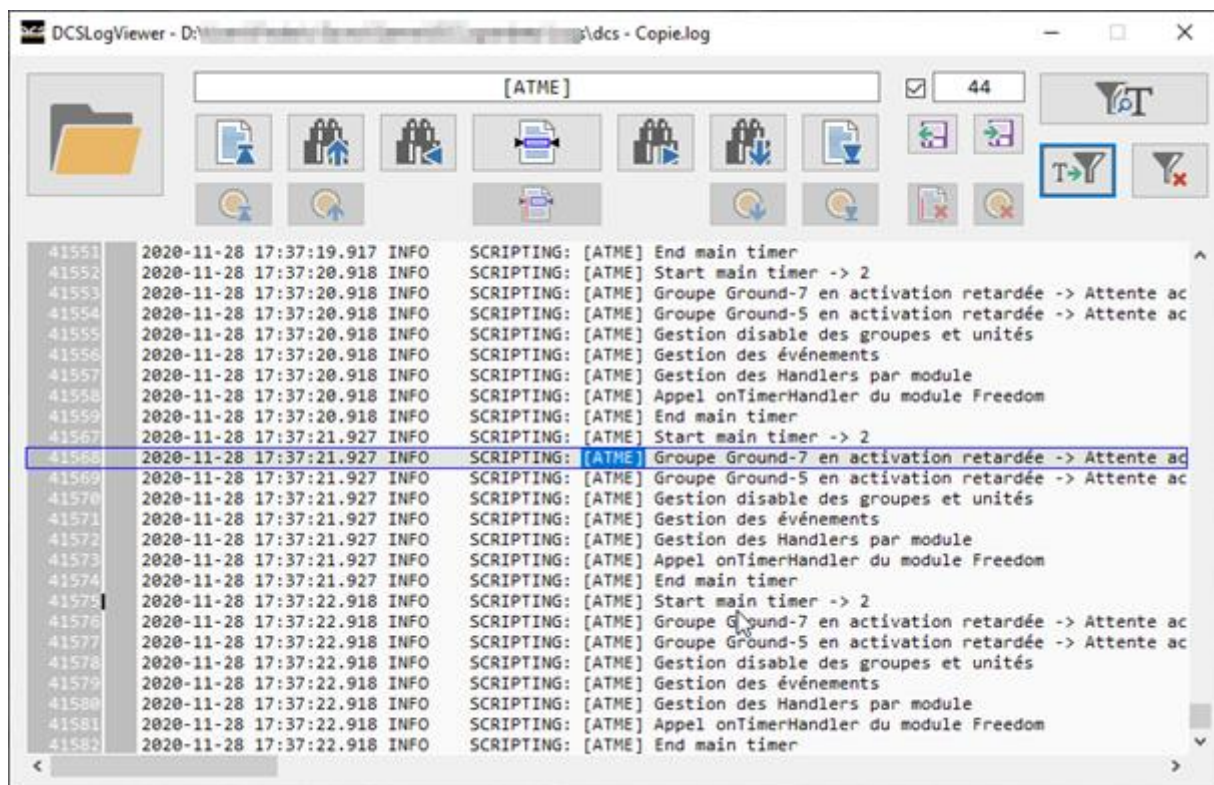 DCS DCSLogViewer - D:\ s\dcs - Copie.log
[ATME] 44
T
T
41551 2020-11-28 17:37:19.917 INFO SCRIPTING: [ATME] End main timer
41552 2020-11-28 17:37:20.918 INFO SCRIPTING: [ATME] Start main timer -> 2
41553 2020-11-28 17:37:20.918 INFO SCRIPTING: [ATME] Groupe Ground-7 en activation retardée -> Attente ac
41554 2020-11-28 17:37:20.918 INFO SCRIPTING: [ATME] Groupe Ground-5 en activation retardée -> Attente ac
41555 2020-11-28 17:37:20.918 INFO SCRIPTING: [ATME] Gestion disable des groupes et unités
41556 2020-11-28 17:37:20.918 INFO SCRIPTING: [ATME] Gestion des événements
41557 2020-11-28 17:37:20.918 INFO SCRIPTING: [ATME] Gestion des Handlers par module
41558 2020-11-28 17:37:20.918 INFO SCRIPTING: [ATME] Appel onTimerHandler du module Freedom
41559 2020-11-28 17:37:20.918 INFO SCRIPTING: [ATME] End main timer
41567 2020-11-28 17:37:21.927 INFO SCRIPTING: [ATME] Start main timer -> 2
41568 2020-11-28 17:37:21.927 INFO SCRIPTING: [ATME] Groupe Ground-7 en activation retardée -> Attente ac
41569 2020-11-28 17:37:21.927 INFO SCRIPTING: [ATME] Groupe Ground-5 en activation retardée -> Attente ac
41570 2020-11-28 17:37:21.927 INFO SCRIPTING: [ATME] Gestion disable des groupes et unités
41571 2020-11-28 17:37:21.927 INFO SCRIPTING: [ATME] Gestion des événements
41572 2020-11-28 17:37:21.927 INFO SCRIPTING: [ATME] Gestion des Handlers par module
41573 2020-11-28 17:37:21.927 INFO SCRIPTING: [ATME] Appel onTimerHandler du module Freedom
41574 2020-11-28 17:37:21.927 INFO SCRIPTING: [ATME] End main timer
41575 2020-11-28 17:37:22.918 INFO SCRIPTING: [ATME] Start main timer -> 2
41576 2020-11-28 17:37:22.918 INFO SCRIPTING: [ATME] Groupe Ground-7 en activation retardée -> Attente ac
41577 2020-11-28 17:37:22.918 INFO SCRIPTING: [ATME] Groupe Ground-5 en activation retardée -> Attente ac
41578 2020-11-28 17:37:22.918 INFO SCRIPTING: [ATME] Gestion disable des groupes et unités
41579 2020-11-28 17:37:22.918 INFO SCRIPTING: [ATME] Gestion des événements
41580 2020-11-28 17:37:22.918 INFO SCRIPTING: [ATME] Gestion des Handlers par module
41581 2020-11-28 17:37:22.918 INFO SCRIPTING: [ATME] Appel onTimerHandler du module Freedom
41582 2020-11-28 17:37:22.918 INFO SCRIPTING: [ATME] End main timer